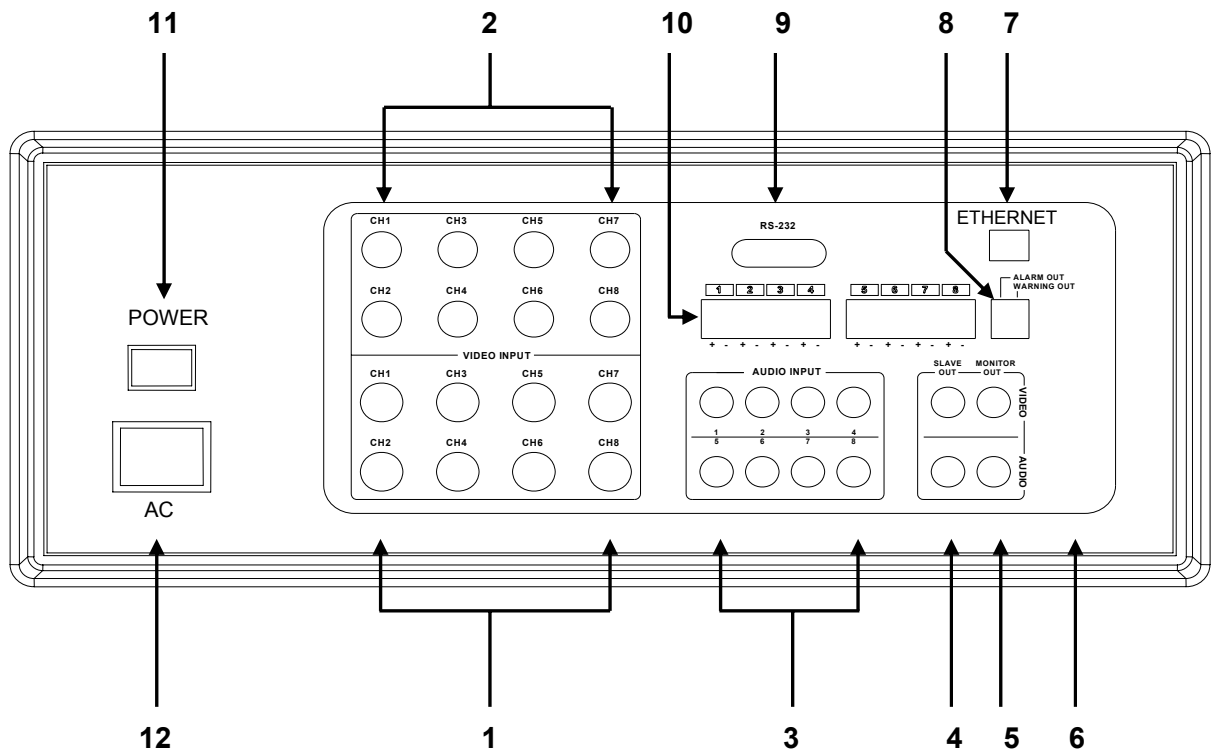 11 2 10 9 8 7
ETHERNET
CH1 CH3 CH5 CH7
RS-232
ALARM OUT
WARNING OUT
1 2 3 4 5 6 7 8
CH2 CH4 CH6 CH8
POWER
+ - + - + - + - + - + - + - + -
VIDEO INPUT
AUDIO INPUT
SLAVE OUT
MONITOR OUT
CH1 CH3 CH5 CH7
VIDEO
1 2 3 4
5 6 7 8
CH2 CH4 CH6 CH8
AUDIO
AC
12 1 3 4 5 6